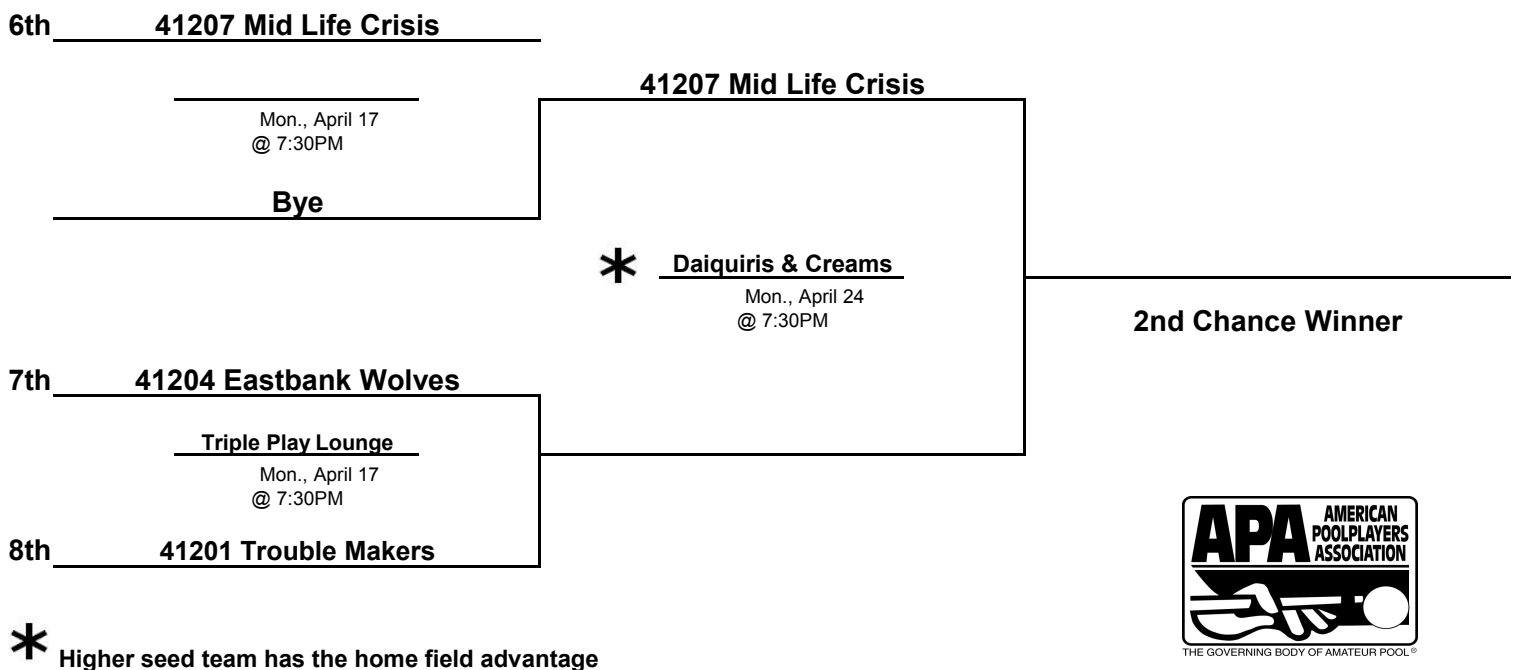 6th 41207 Mid Life Crisis
41207 Mid Life Crisis
Mon., April 17
@ 7:30PM
Bye
* Daiquiris & Creams
Mon., April 24
@ 7:30PM
2nd Chance Winner
7th 41204 Eastbank Wolves
Triple Play Lounge
Mon., April 17
@ 7:30PM
8th 41201 Trouble Makers
APA AMERICAN
POOLPLAYERS
ASSOCIATION
THE GOVERNING BODY OF AMATEUR POOL®
* Higher seed team has the home field advantage